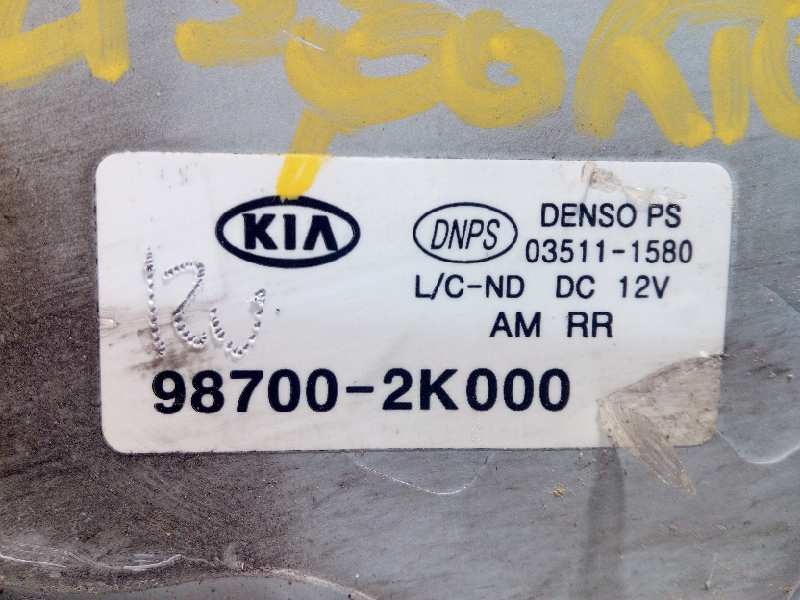 KIA
DNPS
DENSO PS
03511-1580
L/C-ND DC 12V
AM RR
98700-2K000